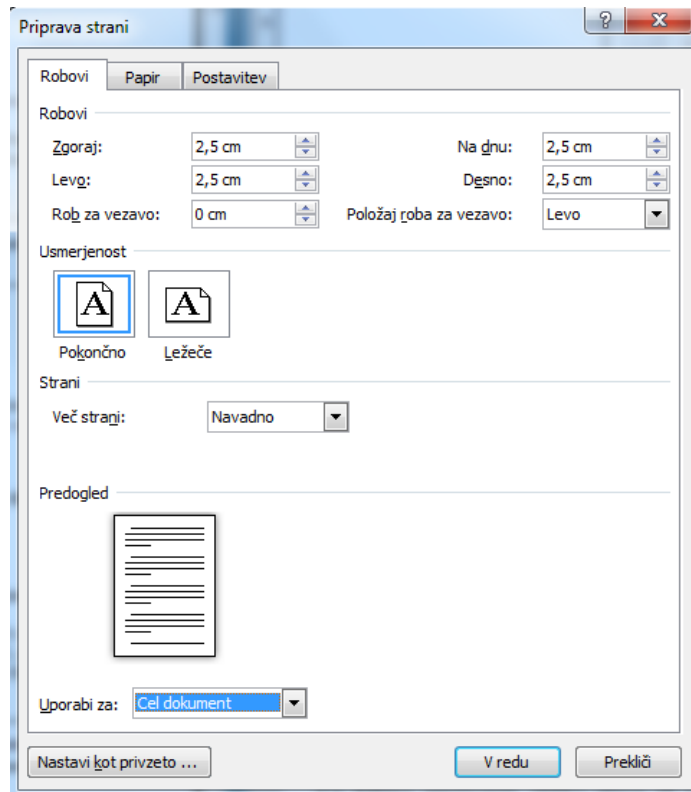 Priprava strani
Robovi Papir Postavitev
Robovi
Zgoraj: 2,5 cm Na dnu: 2,5 cm
Levo: 2,5 cm Desno: 2,5 cm
Rob za vezavo: 0 cm Položaj roba za vezavo: Levo
Usmerjenost
A A
Pokončno Ležeče
Strani
Več strani: Navadno
Predogled
Uporabi za: Cel dokument
Nastavi kot privzeto ... V redu Prekliči